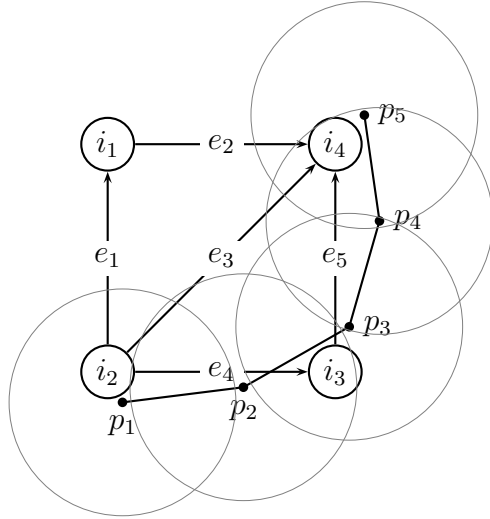 p₅
i₁ e₂ i₄
p₄
e₁ e₃ e₅
p₃
i₂ e₄ i₃
p₂
p₁